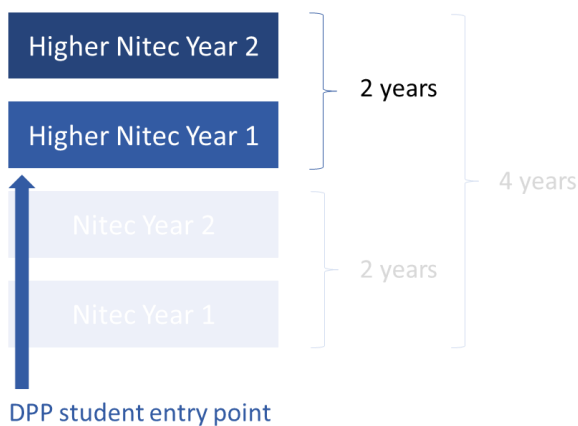 Higher Nitec Year 2
2 years
Higher Nitec Year 1
4 years
Nitec Year 2
2 years
Nitec Year 1
DPP student entry point